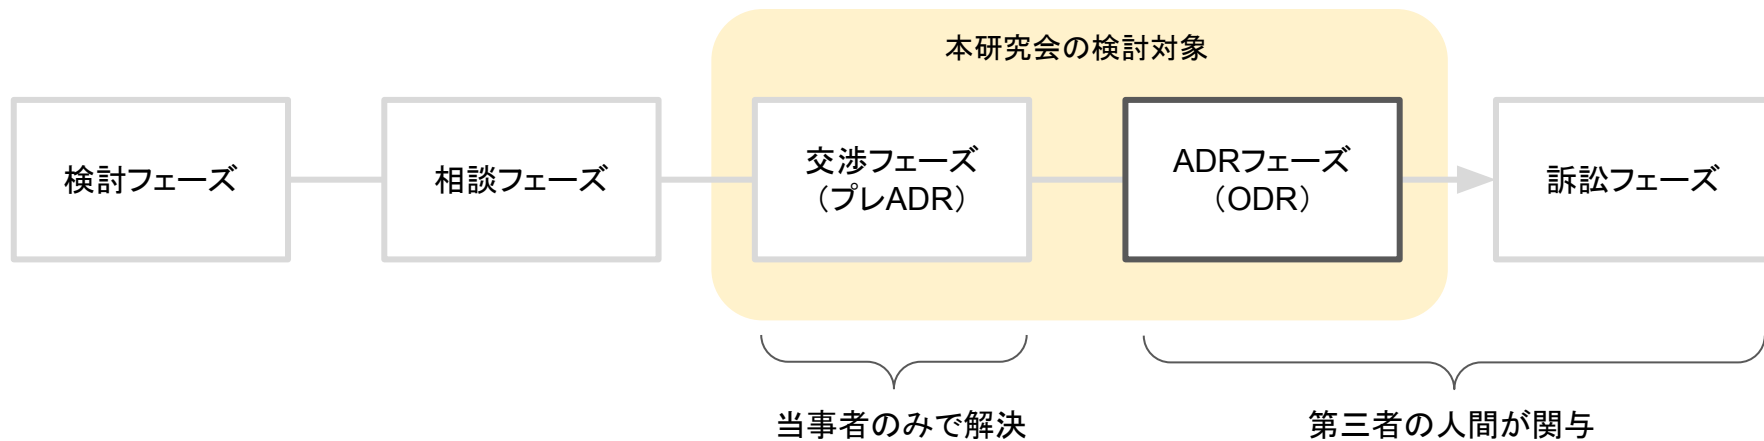 本研究会の検討対象
検討フェーズ
相談フェーズ
交渉フェーズ
（プレADR）
ADRフェーズ
（ODR）
訴訟フェーズ
当事者のみで解決
第三者の人間が関与